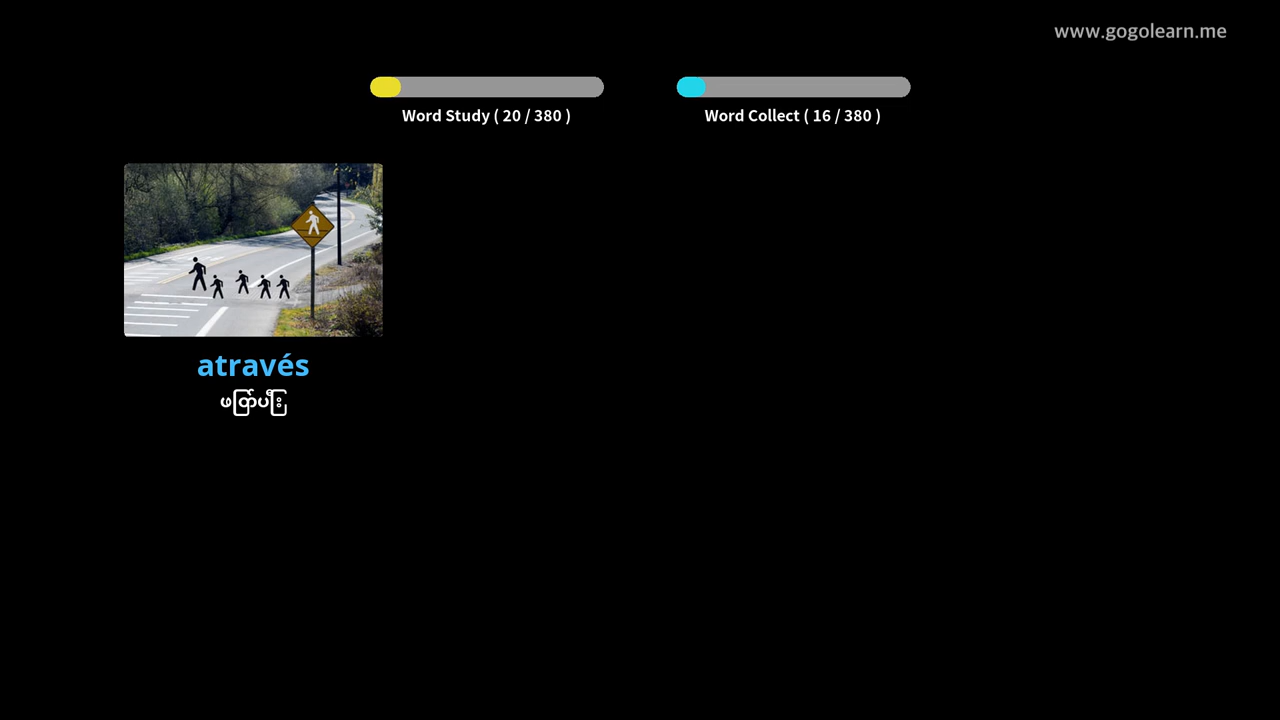 www.gogolearn.me
Word Study ( 20 / 380 )
Word Collect ( 16 / 380 )
através
ဖြတ်ပြီး